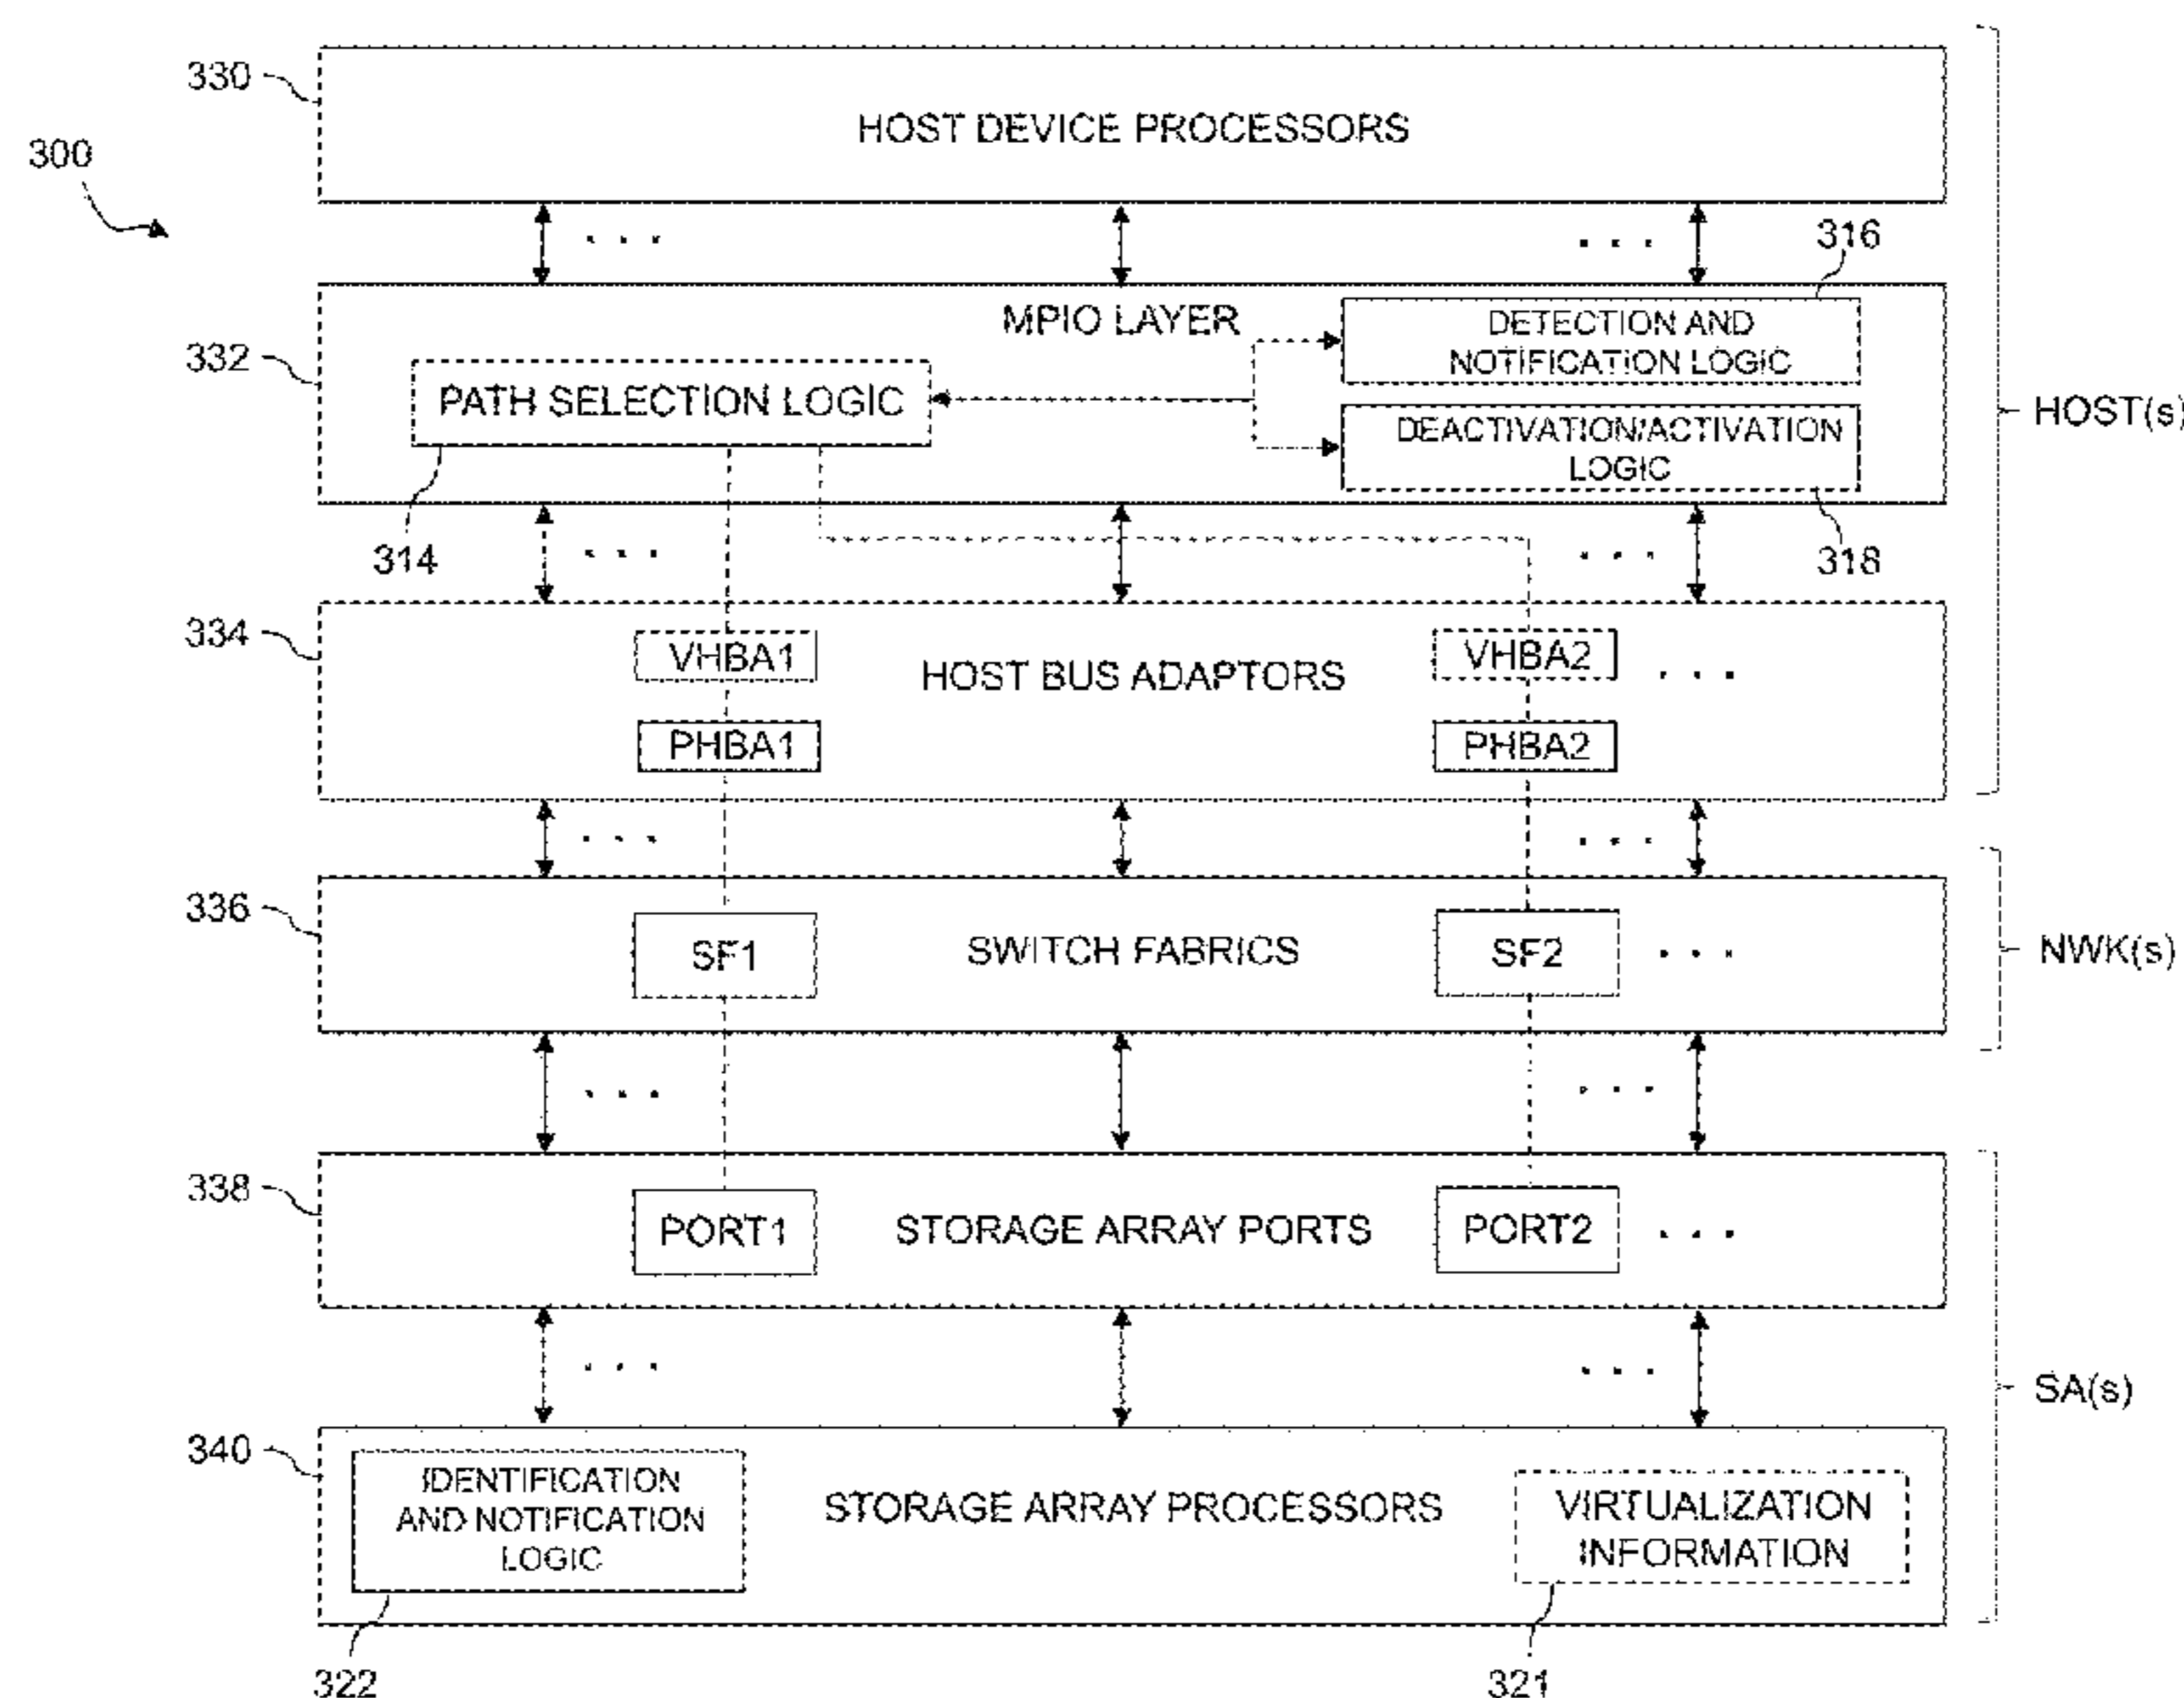 330
HOST DEVICE PROCESSORS
300
316
MPIO LAYER
DETECTION AND
NOTIFICATION LOGIC
332
PATH SELECTION LOGIC
HOST(s)
DEACTIVATION/ACTIVATION
LOGIC
314
318
334
VHBA1
HOST BUS ADAPTORS
VHBA2
PHBA1
PHBA2
336
SF1
SWITCH FABRICS
SF2
NWK(s)
338
PORT1
STORAGE ARRAY PORTS
PORT2
SA(s)
340
IDENTIFICATION
AND NOTIFICATION
LOGIC
STORAGE ARRAY PROCESSORS
VIRTUALIZATION
INFORMATION
322
321